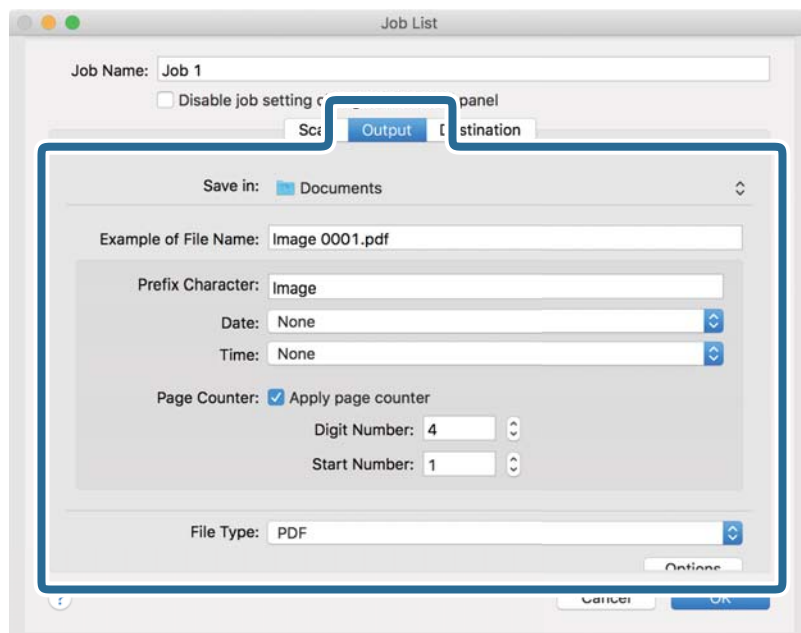 Job List
Job Name: Job 1
Disable job setting panel
Output
Save in: Documents
Example of File Name: Image 0001.pdf
Prefix Character: Image
Date: None
Time: None
Page Counter: Apply page counter
Digit Number: 4
Start Number: 1
File Type: PDF
Options
Cancel OK